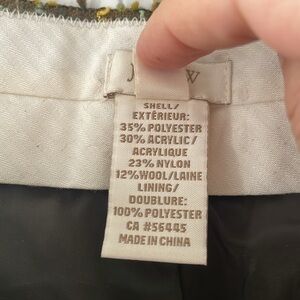 J W
SHELL/
EXTÉRIEUR:
35% POLYESTER
30% ACRYLIC/
ACRYLIQUE
23% NYLON
12% WOOL/LAINE
LINING/
DOUBLURE:
100% POLYESTER
CA #56445
MADE IN CHINA